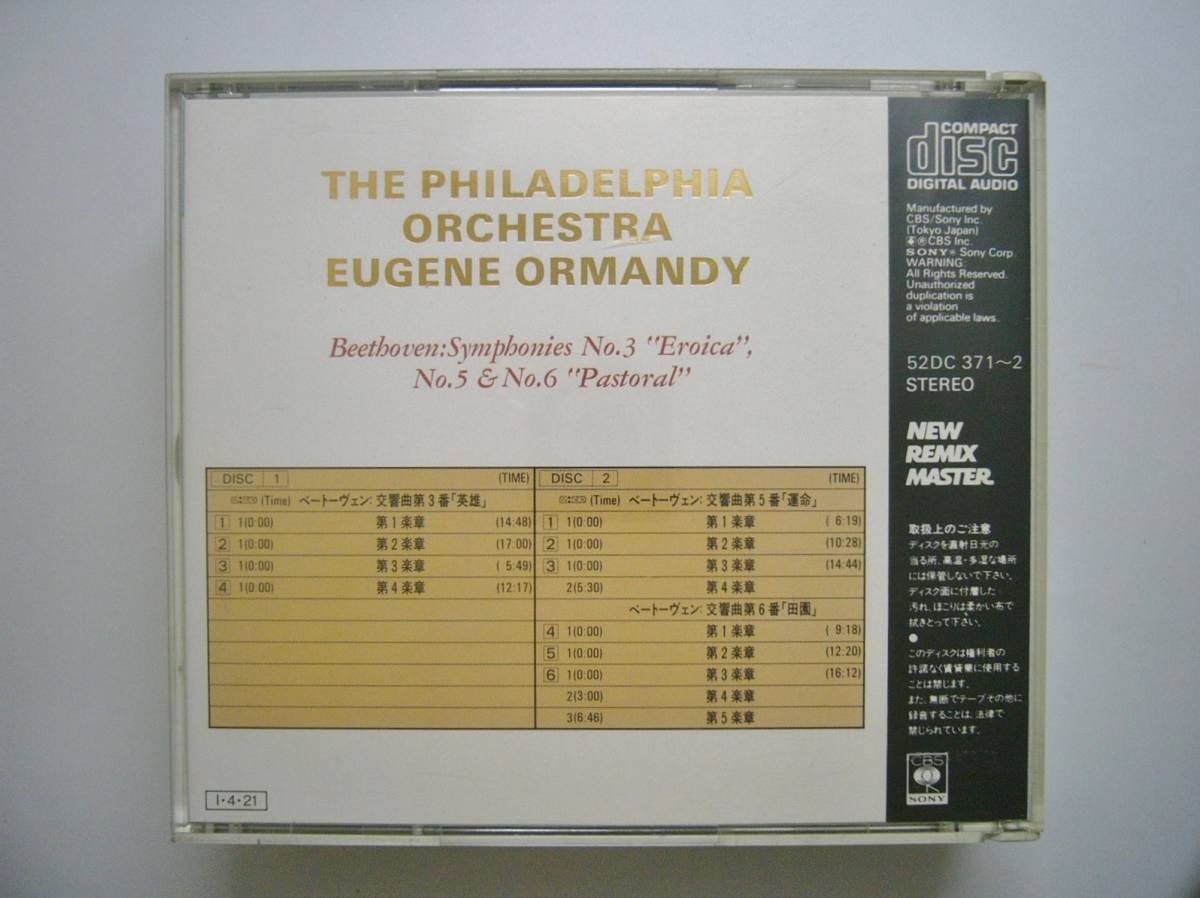 THE PHILADELPHIA
ORCHESTRA
EUGENE ORMANDY
Beethoven:Symphonies No.3 "Eroica",
No.5 & No.6 "Pastoral"
DISC 1 (TIME)
(Time) ベートーヴェン: 交響曲第3番「英雄」
1 1(0:00) 第1楽章 (14:48)
2 1(0:00) 第2楽章 (17:00)
3 1(0:00) 第3楽章 ( 5:49)
4 1(0:00) 第4楽章 (12:17)
DISC 2 (TIME)
(Time) ベートーヴェン: 交響曲第5番「運命」
1 1(0:00) 第1楽章 ( 6:19)
2 1(0:00) 第2楽章 (10:28)
3 1(0:00) 第3楽章 (14:44)
2(5:30) 第4楽章
ベートーヴェン: 交響曲第6番「田園」
4 1(0:00) 第1楽章 ( 9:18)
5 1(0:00) 第2楽章 (12.20)
6 1(0:00) 第3楽章 (16:12)
2(3:00) 第4楽章
3(6:46) 第5楽章
I・4・21
COMPACT
disc
DIGITAL AUDIO
Manufactured by
CBS/Sony Inc.
(Tokyo Japan)
℗CBS Inc.
SONY® Sony Corp.
WARNING:
All Rights Reserved.
Unauthorized
duplication is
a violation
of applicable laws.
52DC 371~2
STEREO
NEW
REMIX
MASTER
取扱上のご注意
ディスクを直射日光の
当る所、高温・多湿な場所
には保管しないで下さい。
ディスク面に付着した
汚れ、ほこりは柔かい布で
拭きとって下さい。
●
このディスクは権利者の
許諾なく賃貸業に使用する
ことは禁じます。
また、無断でテープその他に
録音することは、法律で
禁じられています。
CBS
SONY